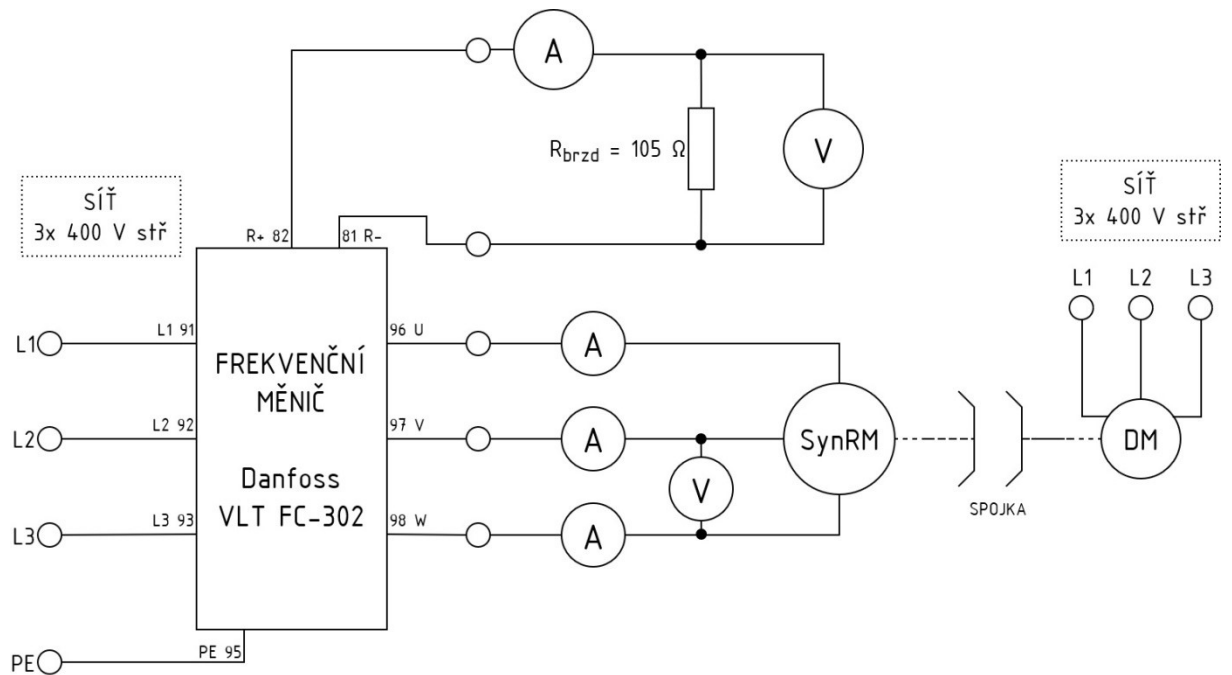 A
R_brzd = 105 Ω
V
SÍŤ
3x 400 V stř
SÍŤ
3x 400 V stř
R+ 82
81 R-
L1
L2
L3
L1
L1 91
96 U
A
FREKVENČNÍ
MĚNIČ
L2
L2 92
97 V
A
SynRM
DM
Danfoss
VLT FC-302
V
SPOJKA
L3
L3 93
98 W
A
PE
PE 95